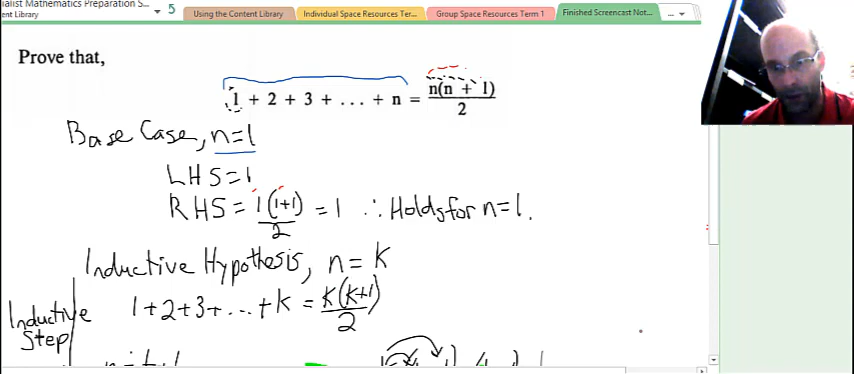 ialist Mathematics Preparation S...
ent Library
5
Using the Content Library
Individual Space Resources Ter...
Group Space Resources Term 1
Finished Screencast Not...
...
Prove that,
1 + 2 + 3 + . . . + n = n(n + 1)
2
Base Case, n=1
LHS=1
RHS = 1(1+1) = 1 ∴ Holds for n=1.
2
Inductive Hypothesis, n = K
1+2+3+...+k = K(K+1)
2
Inductive
Step